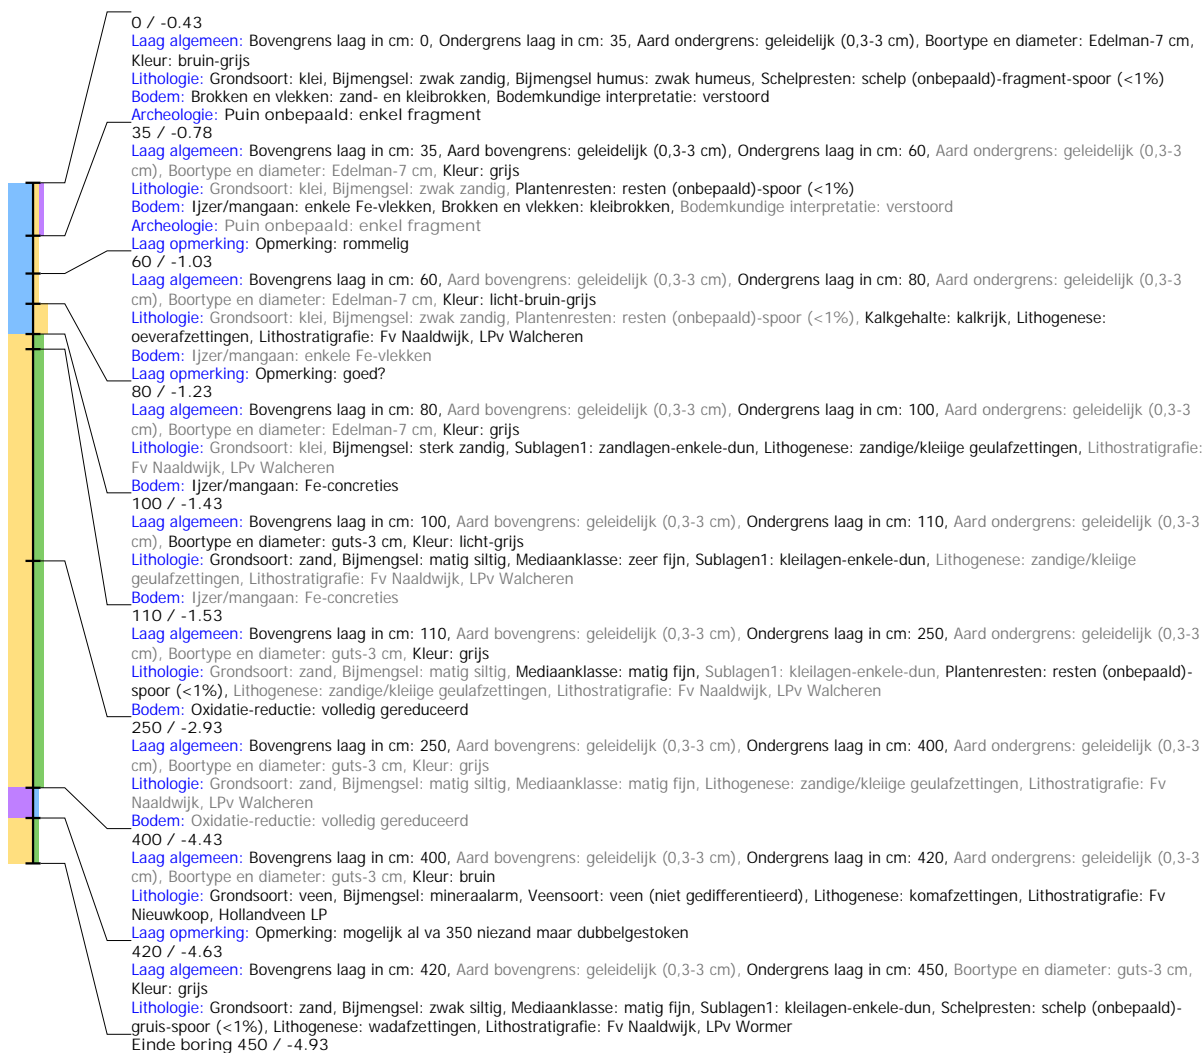 0 / -0.43
Laag algemeen: Bovengrens laag in cm: 0, Ondergrens laag in cm: 35, Aard ondergrens: geleidelijk (0,3-3 cm), Boortype en diameter: Edelman-7 cm,
Kleur: bruin-grijs
Lithologie: Grondsoort: klei, Bijmengsel: zwak zandig, Bijmengsel humus: zwak humeus, Schelpresten: schelp (onbepaald)-fragment-spoor (<1%)
Bodem: Brokken en vlekken: zand- en kleibrokken, Bodemkundige interpretatie: verstoord
Archeologie: Puin onbepaald: enkel fragment
35 / -0.78
Laag algemeen: Bovengrens laag in cm: 35, Aard bovengrens: geleidelijk (0,3-3 cm), Ondergrens laag in cm: 60, Aard ondergrens: geleidelijk (0,3-3
cm), Boortype en diameter: Edelman-7 cm, Kleur: grijs
Lithologie: Grondsoort: klei, Bijmengsel: zwak zandig, Plantenresten: resten (onbepaald)-spoor (<1%)
Bodem: Ijzer/mangaan: enkele Fe-vlekken, Brokken en vlekken: kleibrokken, Bodemkundige interpretatie: verstoord
Archeologie: Puin onbepaald: enkel fragment
Laag opmerking: Opmerking: rommelig
60 / -1.03
Laag algemeen: Bovengrens laag in cm: 60, Aard bovengrens: geleidelijk (0,3-3 cm), Ondergrens laag in cm: 80, Aard ondergrens: geleidelijk (0,3-3
cm), Boortype en diameter: Edelman-7 cm, Kleur: licht-bruin-grijs
Lithologie: Grondsoort: klei, Bijmengsel: zwak zandig, Plantenresten: resten (onbepaald)-spoor (<1%), Kalkgehalte: kalkrijk, Lithogenese:
oeverafzettingen, Lithostratigrafie: Fv Naaldwijk, LPv Walcheren
Bodem: Ijzer/mangaan: enkele Fe-vlekken
Laag opmerking: Opmerking: goed?
80 / -1.23
Laag algemeen: Bovengrens laag in cm: 80, Aard bovengrens: geleidelijk (0,3-3 cm), Ondergrens laag in cm: 100, Aard ondergrens: geleidelijk (0,3-3
cm), Boortype en diameter: Edelman-7 cm, Kleur: grijs
Lithologie: Grondsoort: klei, Bijmengsel: sterk zandig, Sublagen1: zandlagen-enkele-dun, Lithogenese: zandige/kleiige geulafzettingen, Lithostratigrafie:
Fv Naaldwijk, LPv Walcheren
Bodem: Ijzer/mangaan: Fe-concreties
100 / -1.43
Laag algemeen: Bovengrens laag in cm: 100, Aard bovengrens: geleidelijk (0,3-3 cm), Ondergrens laag in cm: 110, Aard ondergrens: geleidelijk (0,3-3
cm), Boortype en diameter: guts-3 cm, Kleur: licht-grijs
Lithologie: Grondsoort: zand, Bijmengsel: matig siltig, Mediaanklasse: zeer fijn, Sublagen1: kleilagen-enkele-dun, Lithogenese: zandige/kleiige
geulafzettingen, Lithostratigrafie: Fv Naaldwijk, LPv Walcheren
Bodem: Ijzer/mangaan: Fe-concreties
110 / -1.53
Laag algemeen: Bovengrens laag in cm: 110, Aard bovengrens: geleidelijk (0,3-3 cm), Ondergrens laag in cm: 250, Aard ondergrens: geleidelijk (0,3-3
cm), Boortype en diameter: guts-3 cm, Kleur: grijs
Lithologie: Grondsoort: zand, Bijmengsel: matig siltig, Mediaanklasse: matig fijn, Sublagen1: kleilagen-enkele-dun, Plantenresten: resten (onbepaald)-
spoor (<1%), Lithogenese: zandige/kleiige geulafzettingen, Lithostratigrafie: Fv Naaldwijk, LPv Walcheren
Bodem: Oxidatie-reductie: volledig gereduceerd
250 / -2.93
Laag algemeen: Bovengrens laag in cm: 250, Aard bovengrens: geleidelijk (0,3-3 cm), Ondergrens laag in cm: 400, Aard ondergrens: geleidelijk (0,3-3
cm), Boortype en diameter: guts-3 cm, Kleur: grijs
Lithologie: Grondsoort: zand, Bijmengsel: matig siltig, Mediaanklasse: matig fijn, Lithogenese: zandige/kleiige geulafzettingen, Lithostratigrafie: Fv
Naaldwijk, LPv Walcheren
Bodem: Oxidatie-reductie: volledig gereduceerd
400 / -4.43
Laag algemeen: Bovengrens laag in cm: 400, Aard bovengrens: geleidelijk (0,3-3 cm), Ondergrens laag in cm: 420, Aard ondergrens: geleidelijk (0,3-3
cm), Boortype en diameter: guts-3 cm, Kleur: bruin
Lithologie: Grondsoort: veen, Bijmengsel: mineraalarm, Veensoort: veen (niet gedifferentieerd), Lithogenese: komafzettingen, Lithostratigrafie: Fv
Nieuwkoop, Hollandveen LP
Laag opmerking: Opmerking: mogelijk al va 350 niezand maar dubbelgestoken
420 / -4.63
Laag algemeen: Bovengrens laag in cm: 420, Aard bovengrens: geleidelijk (0,3-3 cm), Ondergrens laag in cm: 450, Boortype en diameter: guts-3 cm,
Kleur: grijs
Lithologie: Grondsoort: zand, Bijmengsel: zwak siltig, Mediaanklasse: matig fijn, Sublagen1: kleilagen-enkele-dun, Schelpresten: schelp (onbepaald)-
gruis-spoor (<1%), Lithogenese: wadafzettingen, Lithostratigrafie: Fv Naaldwijk, LPv Wormer
Einde boring 450 / -4.93